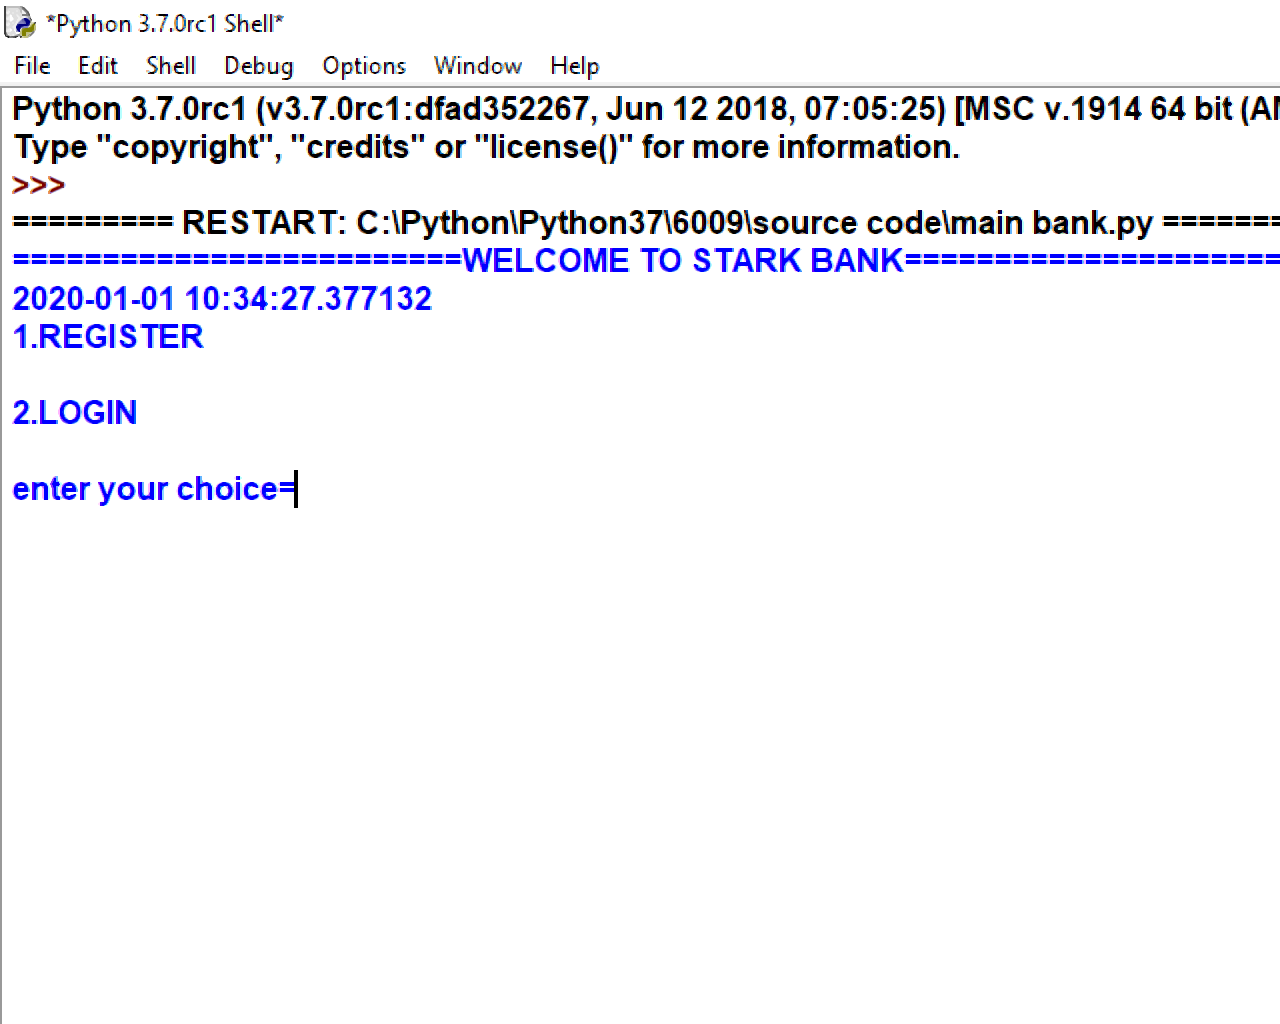 *Python 3.7.0rc1 Shell*
File Edit Shell Debug Options Window Help
Python 3.7.0rc1 (v3.7.0rc1:dfad352267, Jun 12 2018, 07:05:25) [MSC v.1914 64 bit (AN
Type "copyright", "credits" or "license()" for more information.
>>>
========= RESTART: C:\Python\Python37\6009\source code\main bank.py =======
=========================WELCOME TO STARK BANK=====================
2020-01-01 10:34:27.377132
1.REGISTER
2.LOGIN
enter your choice=